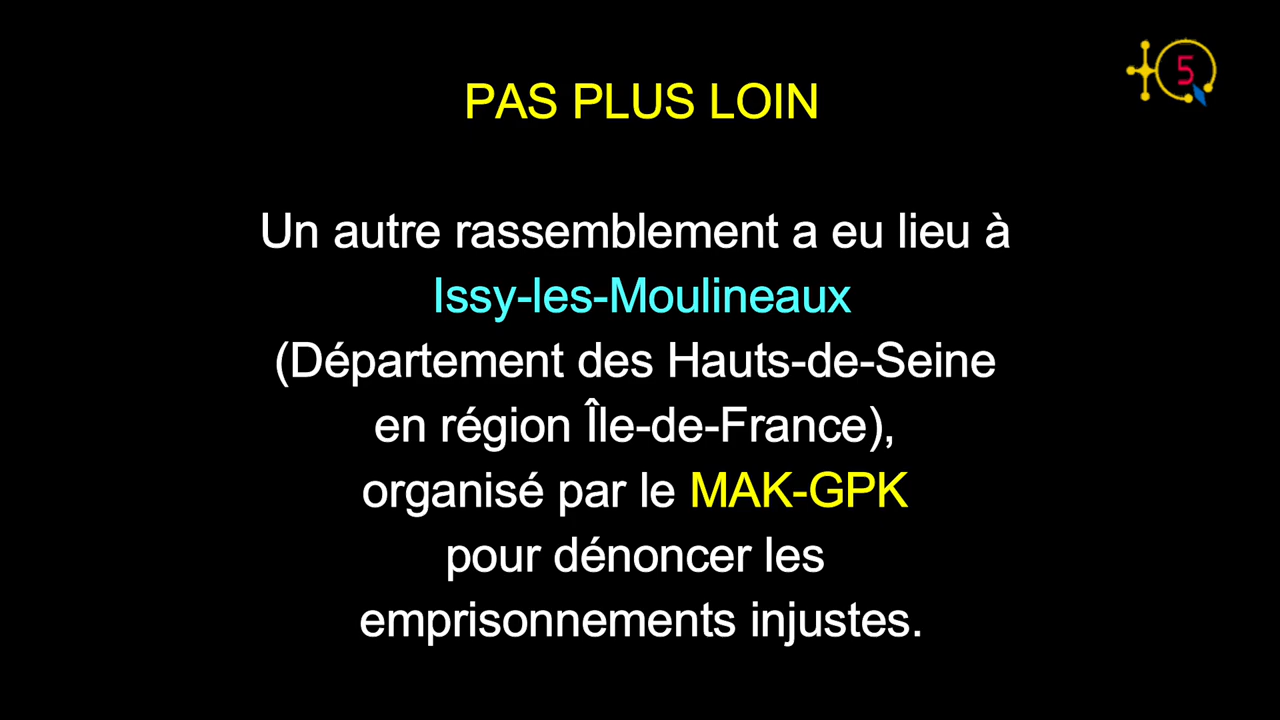 5
PAS PLUS LOIN
Un autre rassemblement a eu lieu à
Issy-les-Moulineaux
(Département des Hauts-de-Seine
en région Île-de-France),
organisé par le MAK-GPK
pour dénoncer les
emprisonnements injustes.